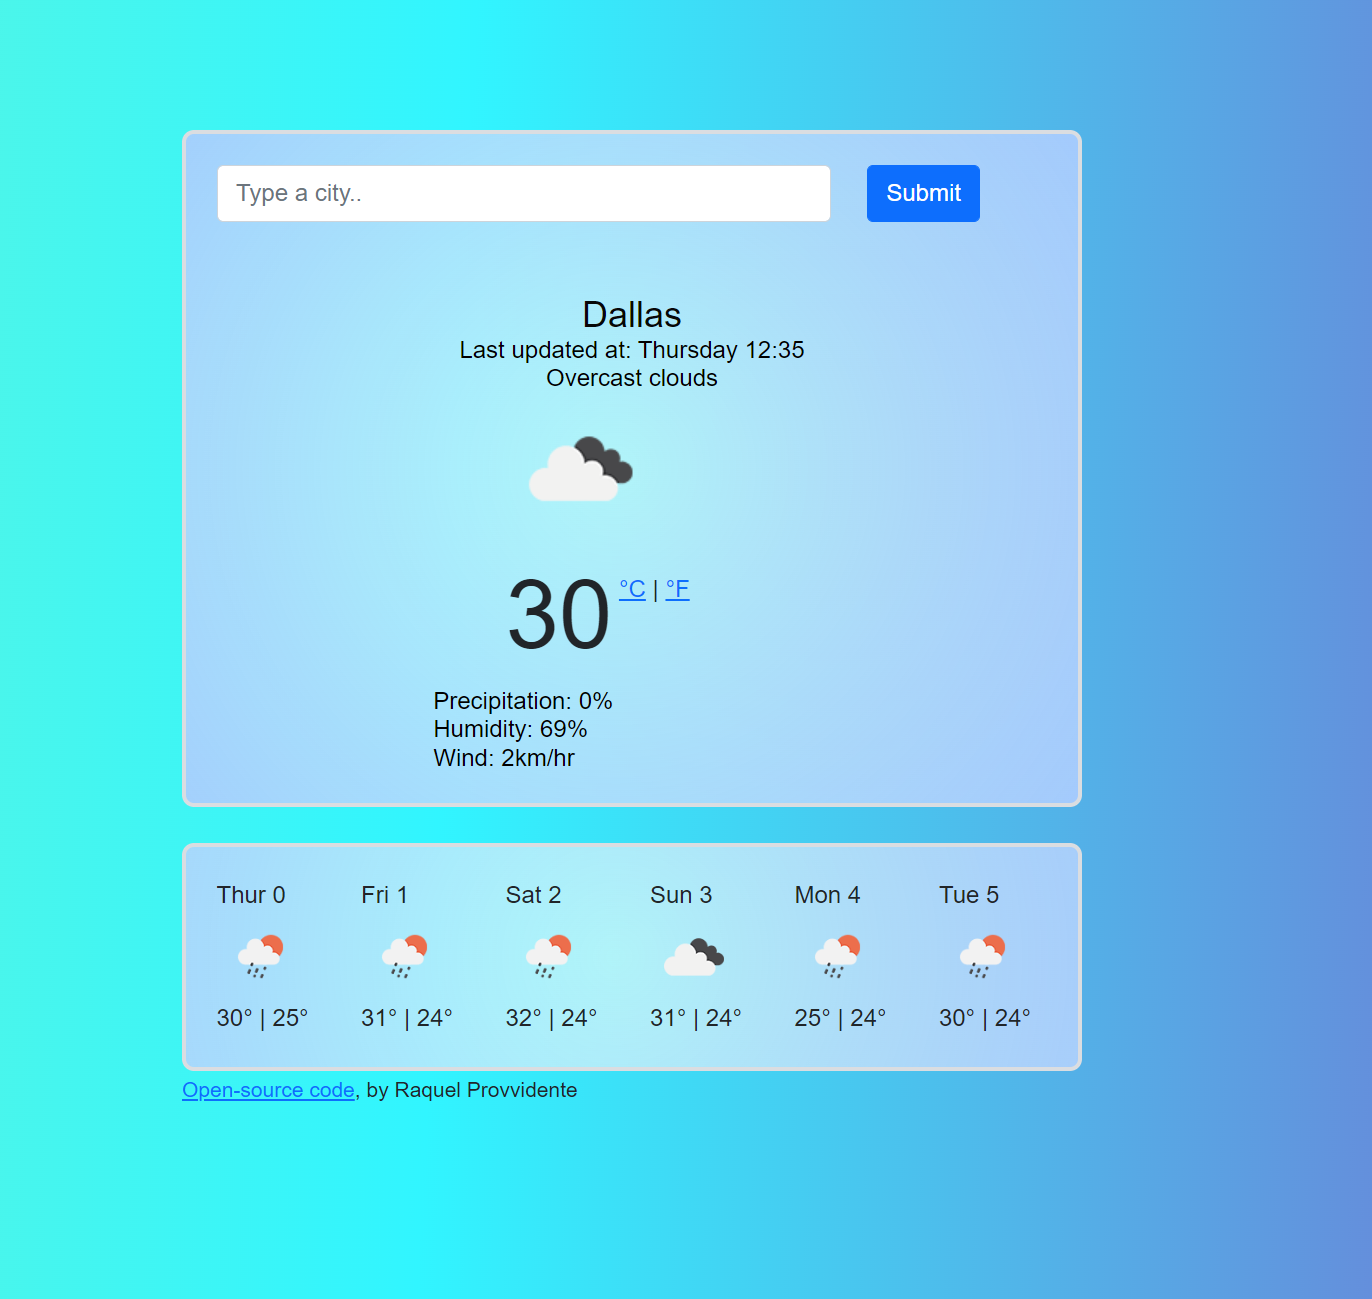 Type a city..
Submit
Dallas
Last updated at: Thursday 12:35
Overcast clouds
30 °C | °F
Precipitation: 0%
Humidity: 69%
Wind: 2km/hr
Thur 0 Fri 1 Sat 2 Sun 3 Mon 4 Tue 5
30° | 25° 31° | 24° 32° | 24° 31° | 24° 25° | 24° 30° | 24°
Open-source code, by Raquel Provvidente